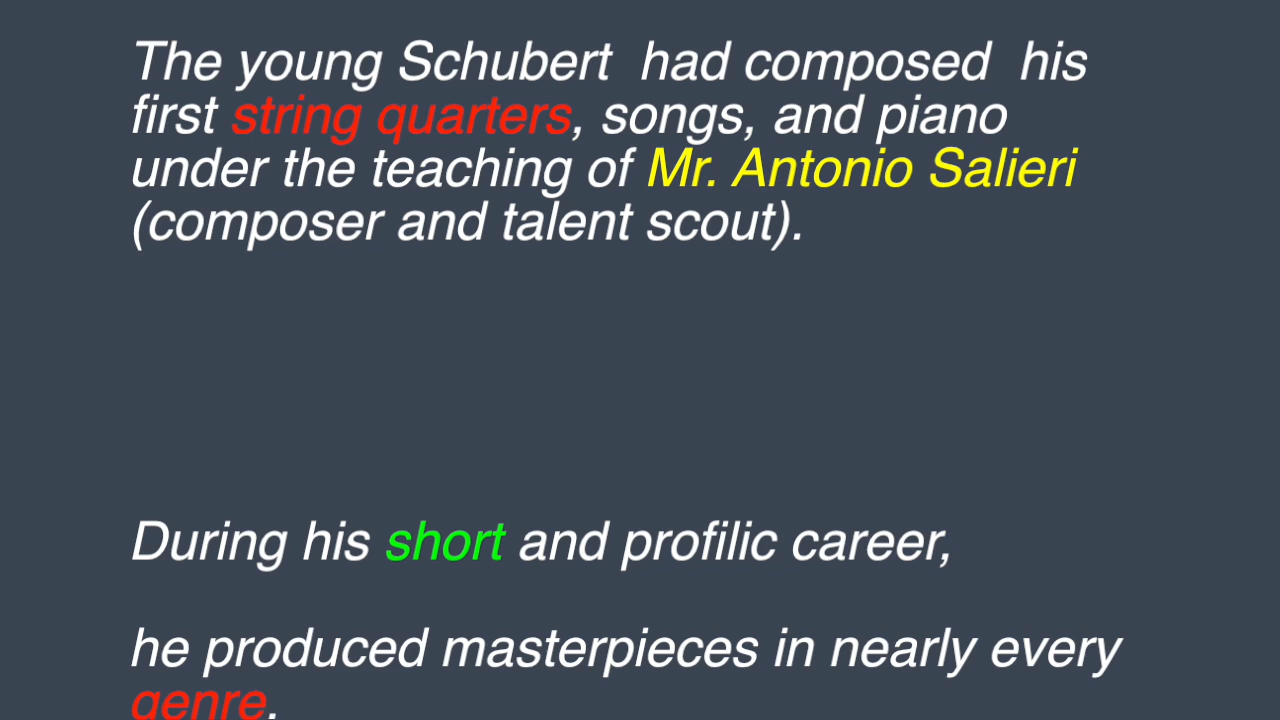 The young Schubert  had composed  his
first string quarters, songs, and piano
under the teaching of Mr. Antonio Salieri
(composer and talent scout).
During his short and profilic career,
he produced masterpieces in nearly every
genre.